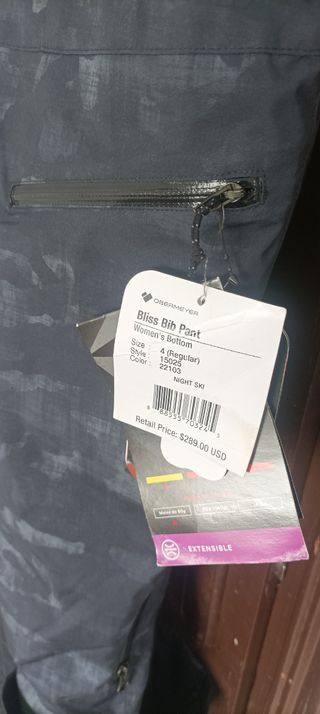 OBERMEYER
Bliss Bib Pant
Women's Bottom
Size : 4 (Regular)
Style : 15025
Color : 22103
NIGHT SKI
Retail Price: $289.00 USD
EXTENSIBLE